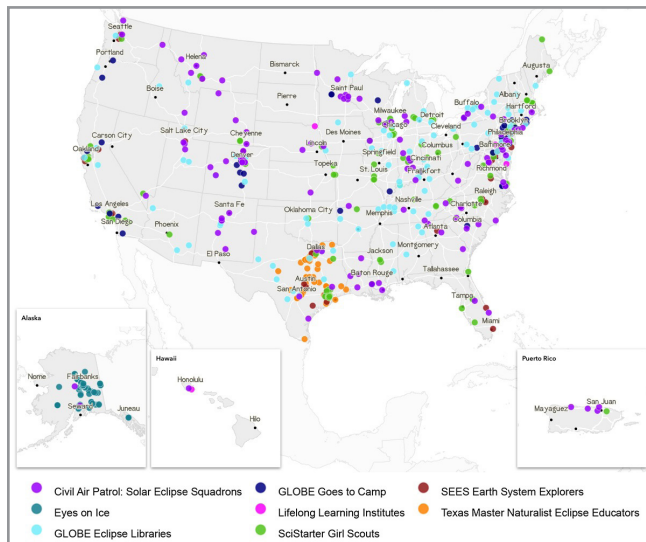 Seattle
Portland
Helena
Bismarck
Boise
Pierre
Saint Paul
Augusta
Albany
Buffalo
Hartford
Milwaukee
Detroit
Chicago
Cleveland
Brooklyn
Philadelphia
Carson City
Salt Lake City
Cheyenne
Des Moines
Lincoln
Denver
Springfield
Columbus
Baltimore
Oakland
Topeka
St. Louis
Cincinnati
Frankfort
Richmond
Raleigh
Los Angeles
San Diego
Phoenix
Santa Fe
Oklahoma City
Nashville
Memphis
Charlotte
Columbia
Atlanta
El Paso
Dallas
Jackson
Montgomery
Austin
San Antonio
Baton Rouge
Tallahassee
Tampa
Miami
Alaska
Nome
Fairbanks
Juneau
Hawaii
Honolulu
Hilo
Puerto Rico
Mayaguez
San Juan
Civil Air Patrol: Solar Eclipse Squadrons
Eyes on Ice
GLOBE Eclipse Libraries
GLOBE Goes to Camp
Lifelong Learning Institutes
SciStarter Girl Scouts
SEES Earth System Explorers
Texas Master Naturalist Eclipse Educators